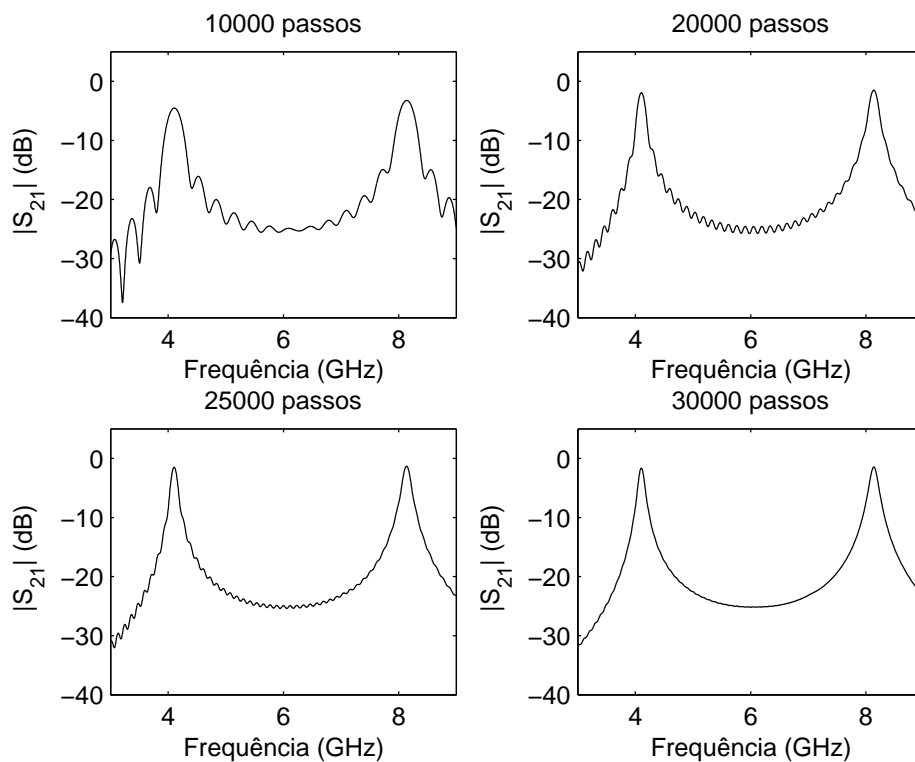 10000 passos
0
−10
−20
−30
−40
|S21| (dB)
4
6
8
Frequência (GHz)
20000 passos
0
−10
−20
−30
−40
|S21| (dB)
4
6
8
Frequência (GHz)
25000 passos
0
−10
−20
−30
−40
|S21| (dB)
4
6
8
Frequência (GHz)
30000 passos
0
−10
−20
−30
−40
|S21| (dB)
4
6
8
Frequência (GHz)